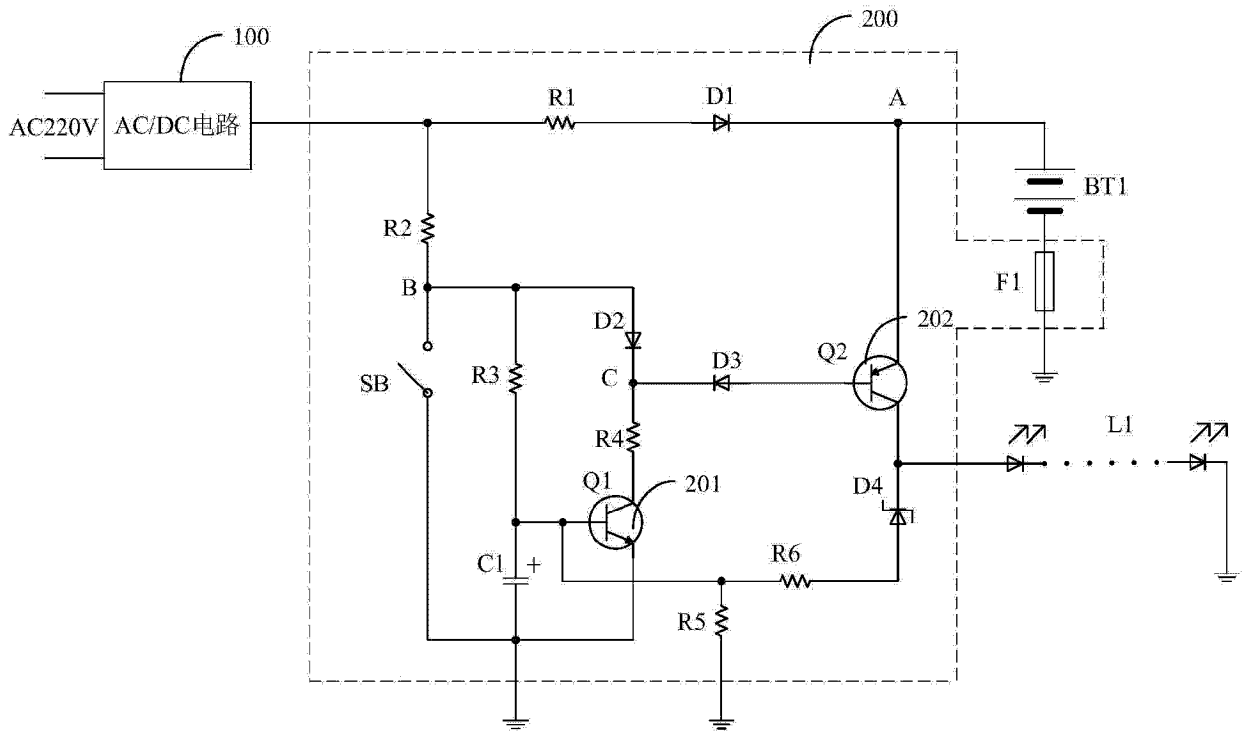 100
200
R1
D1
A
AC220V
AC/DC电路
BT1
R2
B
F1
D2
202
SB
R3
C
D3
Q2
R4
L1
Q1
201
D4
C1
+
R6
R5